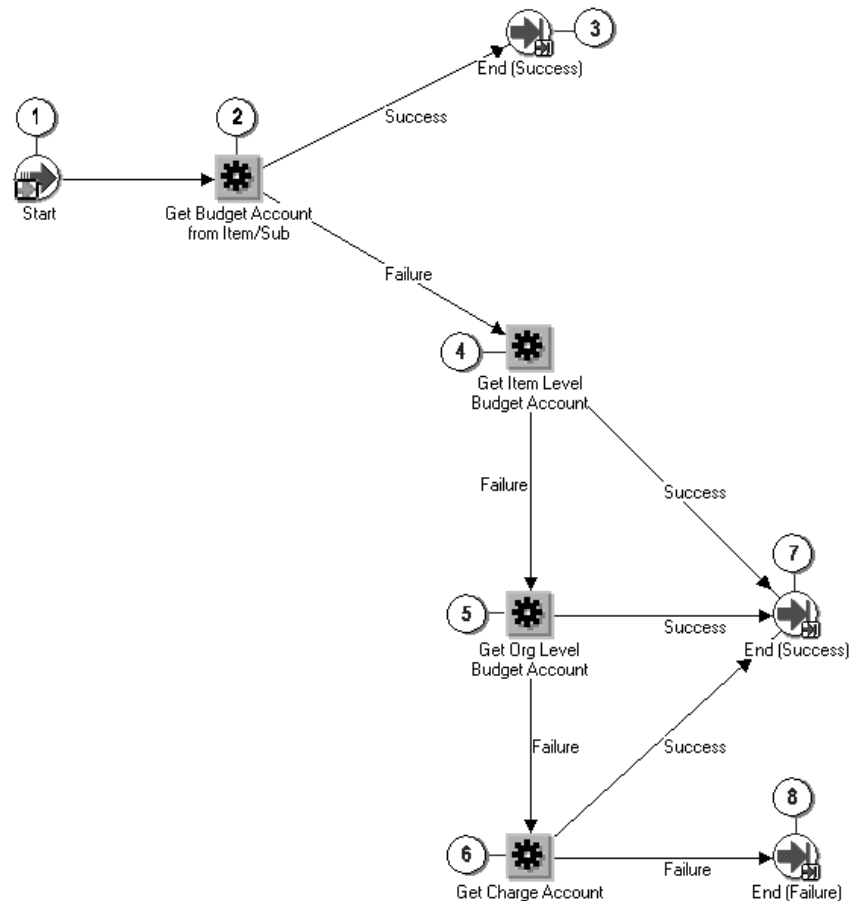 3
End (Success)
1
2
Success
Start
Get Budget Account
from Item/Sub
Failure
4
Get Item Level
Budget Account
Failure
Success
7
5
Success
End (Success)
Get Org Level
Budget Account
Failure
Success
8
6
Failure
Get Charge Account
End (Failure)